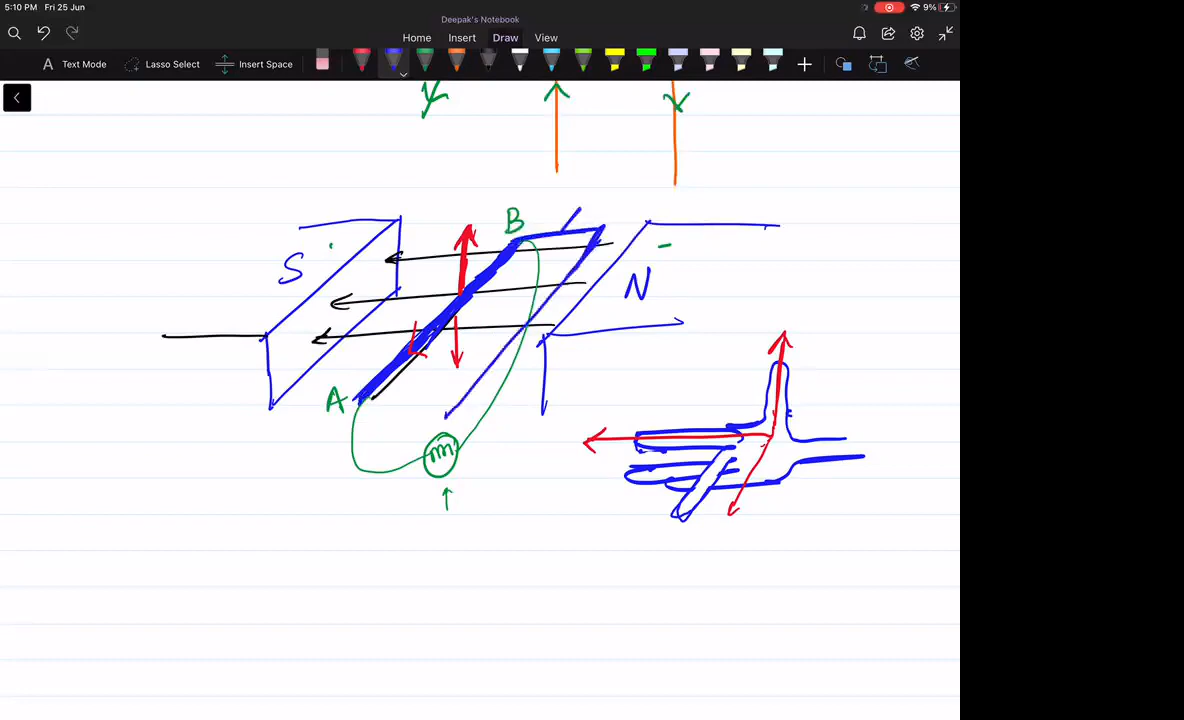 5:10 PM Fri 25 Jun
9%
Deepak's Notebook
Home Insert Draw View
Text Mode Lasso Select Insert Space
B
S
N
A
m